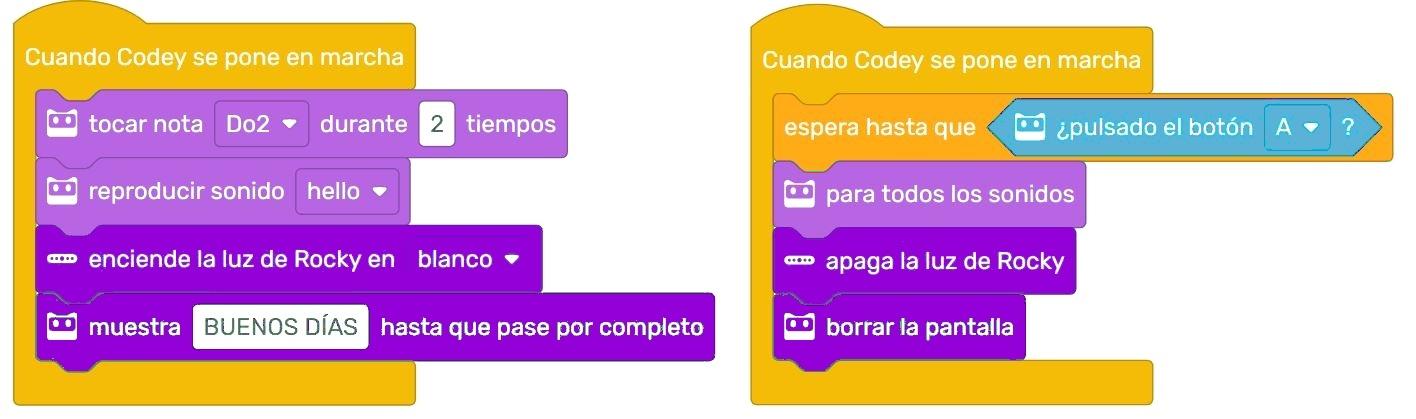 Cuando Codey se pone en marcha
tocar nota Do2 durante 2 tiempos
reproducir sonido hello
enciende la luz de Rocky en blanco
muestra BUENOS DÍAS hasta que pase por completo
Cuando Codey se pone en marcha
espera hasta que ¿pulsado el botón A ?
para todos los sonidos
apaga la luz de Rocky
borrar la pantalla